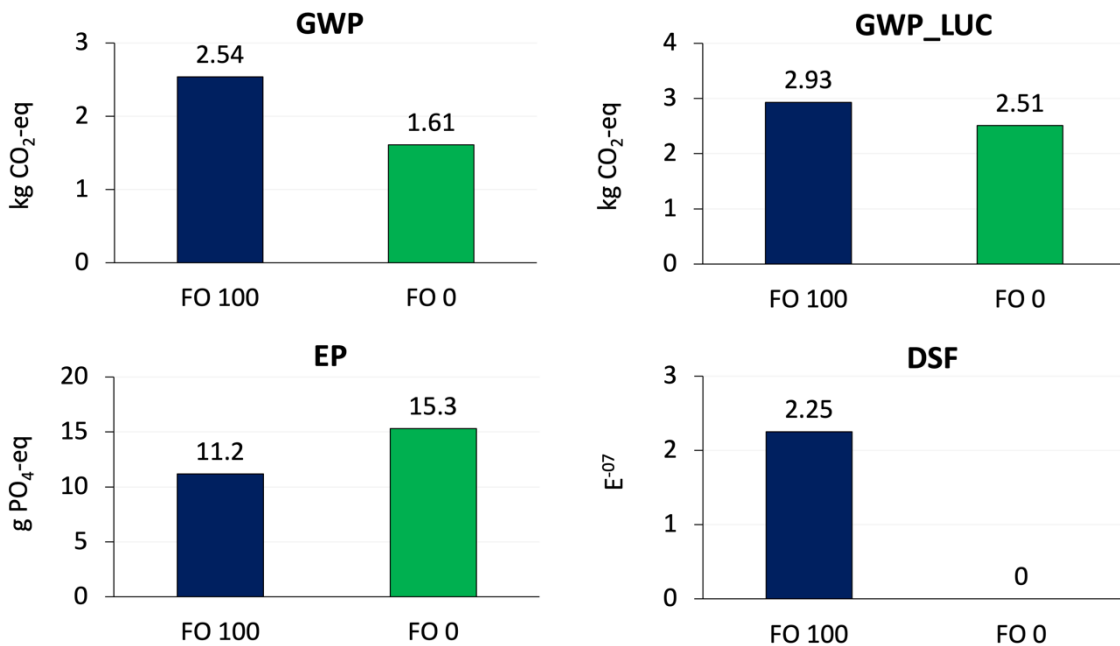 GWP
kg CO₂-eq
3
2
1
0
2.54
1.61
FO 100
FO 0
GWP_LUC
kg CO₂-eq
4
3
2
1
0
2.93
2.51
FO 100
FO 0
EP
g PO₄-eq
20
15
10
5
0
11.2
15.3
FO 100
FO 0
DSF
E⁻⁰⁷
3
2
1
0
2.25
0
FO 100
FO 0